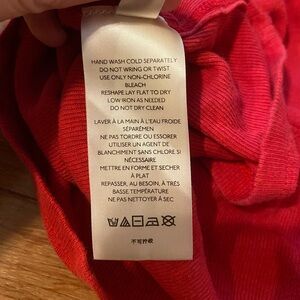 HAND WASH COLD SEPARATELY
DO NOT WRING OR TWIST
USE ONLY NON-CHLORINE
BLEACH
RESHAPE LAY FLAT TO DRY
LOW IRON AS NEEDED
DO NOT DRY CLEAN
LAVER À LA MAIN À L'EAU FROIDE
SÉPARÉMEN
NE PAS TORDRE OU ESSORER
UTILISER UN AGENT DE
BLANCHIMENT SANS CHLORE SI
NÉCESSAIRE
METTRE EN FORME ET SECHER
À PLAT
REPASSER, AU BESOIN, À TRÈS
BASSE TEMPÉRATURE
NE PAS NETTOYER À SEC
不可拧绞